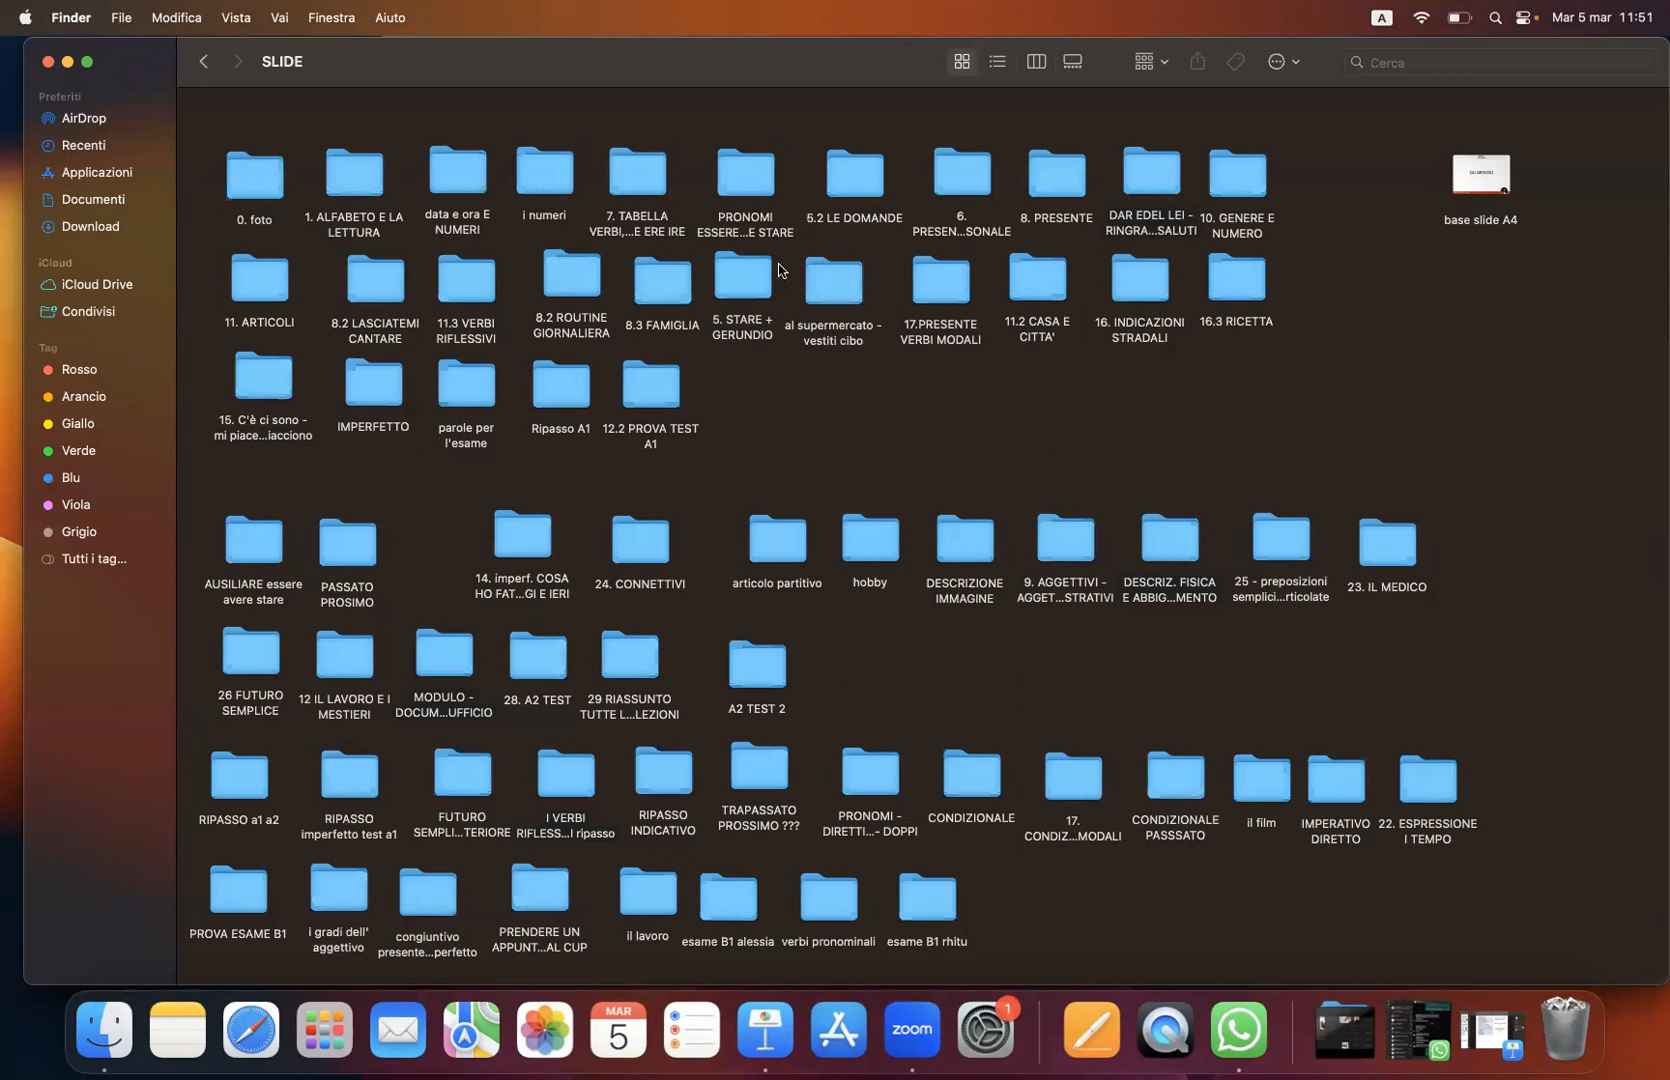 Finder File Modifica Vista Vai Finestra Aiuto A Mar 5 mar 11:51
SLIDE Cerca
Preferiti
AirDrop
Recenti
Applicazioni
Documenti
Download
iCloud
iCloud Drive
Condivisi
Tag
Rosso
Arancio
Giallo
Verde
Blu
Viola
Grigio
Tutti i tag...
0. foto
1. ALFABETO E LA
LETTURA
data e ora E
NUMERI
i numeri
7. TABELLA
VERBI,...E ERE IRE
PRONOMI
ESSERE...E STARE
5.2 LE DOMANDE
6.
PRESEN...SONALE
8. PRESENTE
DAR EDEL LEI -
RINGRA...SALUTI
10. GENERE E
NUMERO
base slide A4
11. ARTICOLI
8.2 LASCIATEMI
CANTARE
11.3 VERBI
RIFLESSIVI
8.2 ROUTINE
GIORNALIERA
8.3 FAMIGLIA
5. STARE +
GERUNDIO
al supermercato -
vestiti cibo
17.PRESENTE
VERBI MODALI
11.2 CASA E
CITTA'
16. INDICAZIONI
STRADALI
16.3 RICETTA
15. C'è ci sono -
mi piace...iacciono
IMPERFETTO
parole per
l'esame
Ripasso A1
12.2 PROVA TEST
A1
AUSILIARE essere
avere stare
PASSATO
PROSIMO
14. imperf. COSA
HO FAT...GI E IERI
24. CONNETTIVI
articolo partitivo
hobby
DESCRIZIONE
IMMAGINE
9. AGGETTIVI -
AGGET...STRATIVI
DESCRIZ. FISICA
E ABBIG...MENTO
25 - preposizioni
semplici...rticolate
23. IL MEDICO
26 FUTURO
SEMPLICE
12 IL LAVORO E I
MESTIERI
MODULO -
DOCUM...UFFICIO
28. A2 TEST
29 RIASSUNTO
TUTTE L...LEZIONI
A2 TEST 2
RIPASSO a1 a2
RIPASSO
imperfetto test a1
FUTURO
SEMPLI...TERIORE
I VERBI
RIFLESS...I ripasso
RIPASSO
INDICATIVO
TRAPASSATO
PROSSIMO ???
PRONOMI -
DIRETTI...- DOPPI
CONDIZIONALE
17.
CONDIZ...MODALI
CONDIZIONALE
PASSSATO
il film
IMPERATIVO
DIRETTO
22. ESPRESSIONE
I TEMPO
PROVA ESAME B1
i gradi dell'
aggettivo
congiuntivo
presente...perfetto
PRENDERE UN
APPUNT...AL CUP
il lavoro
esame B1 alessia
verbi pronominali
esame B1 rhitu
MAR
5
zoom
1